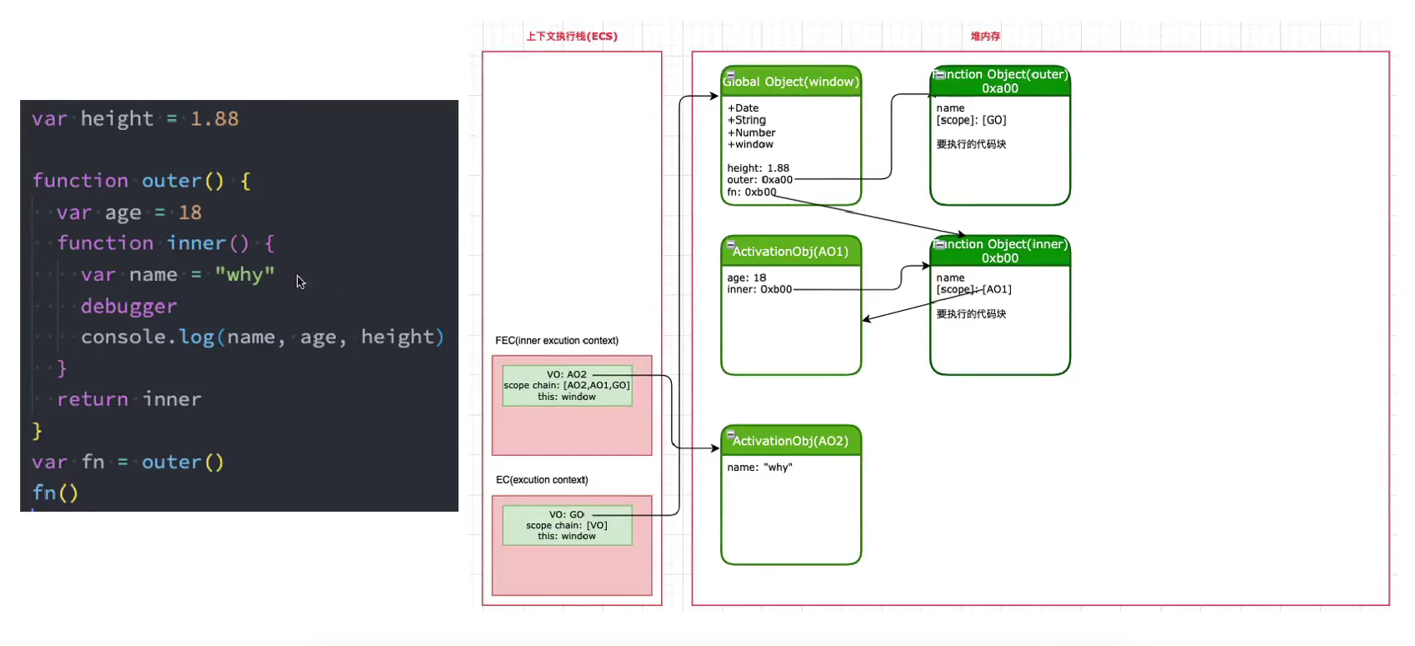 var height = 1.88
function outer() {
var age = 18
function inner() {
var name = "why"
debugger
console.log(name, age, height)
}
return inner
}
var fn = outer()
fn()
上下文执行栈(ECS)
FEC(inner excution context)
VO: AO2
scope chain: [AO2,AO1,GO]
this: window
EC(excution context)
VO: GO
scope chain: [VO]
this: window
堆内存
Global Object(window)
+Date
+String
+Number
+window
height: 1.88
outer: 0xa00
fn: 0xb00
Function Object(outer)
0xa00
name
[scope]: [GO]
要执行的代码块
ActivationObj(AO1)
age: 18
inner: 0xb00
Function Object(inner)
0xb00
name
[scope]: [AO1]
要执行的代码块
ActivationObj(AO2)
name: "why"